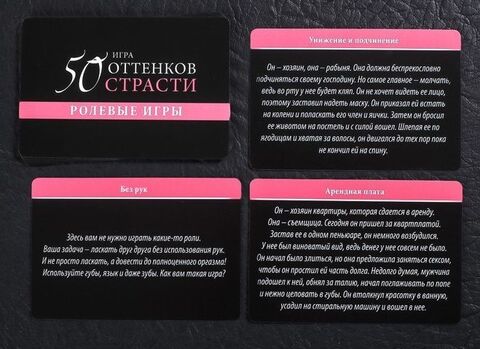 ИГРА
50 ОТТЕНКОВ
СТРАСТИ
РОЛЕВЫЕ ИГРЫ
Унижение и подчинение
Он – хозяин, она – рабыня. Она должна беспрекословно
подчиняться своему господину. Но самое главное – молчать,
ведь во рту у нее будет кляп. Он не хочет видеть ее лицо,
поэтому заставил надеть маску. Он приказал ей встать
на колени и поласкать его член и яички. Затем он бросил
ее животом на постель и с силой вошел. Шлепая ее по
ягодицам и хватая за волосы, он двигался до тех пор пока
не кончил ей на спину.
Без рук
Здесь вам не нужно играть какие-то роли.
Ваша задача – ласкать друг друга без использования рук.
И не просто ласкать, а довести до полноценного оргазма!
Используйте губы, язык и даже зубы. Как вам такая игра?
Арендная плата
Он – хозяин квартиры, которая сдается в аренду.
Она – съемщица. Сегодня он пришел за квартплатой.
Застав ее в одном пеньюаре, он немного возбудился.
У нее был виноватый вид, ведь денег у нее совсем не было.
Он начал было злиться, но она предложила заняться сексом,
чтобы он простил ей часть долга. Недолго думая, мужчина
подошел к ней, обнял за талию, начал поглаживать по попе
и нежно целовать в губы. Он втолкнул красотку в ванную,
усадил на стиральную машину и вошел в нее.